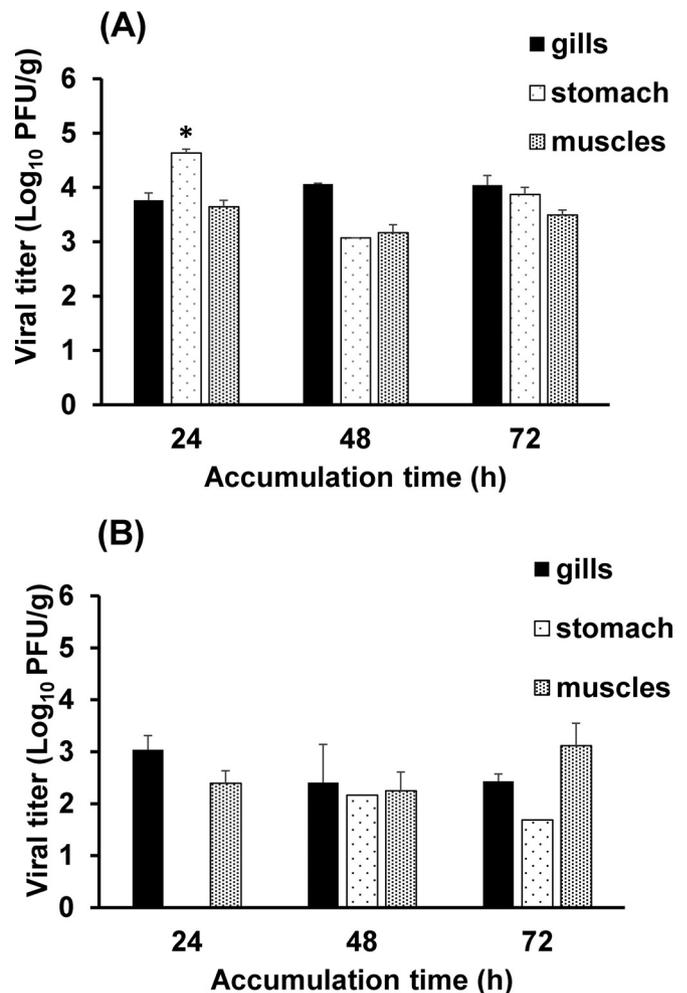 (A)
gills
stomach
muscles
Viral titer (Log10 PFU/g)
6
5
4
3
2
1
0
*
24 48 72
Accumulation time (h)
(B)
gills
stomach
muscles
Viral titer (Log10 PFU/g)
6
5
4
3
2
1
0
24 48 72
Accumulation time (h)